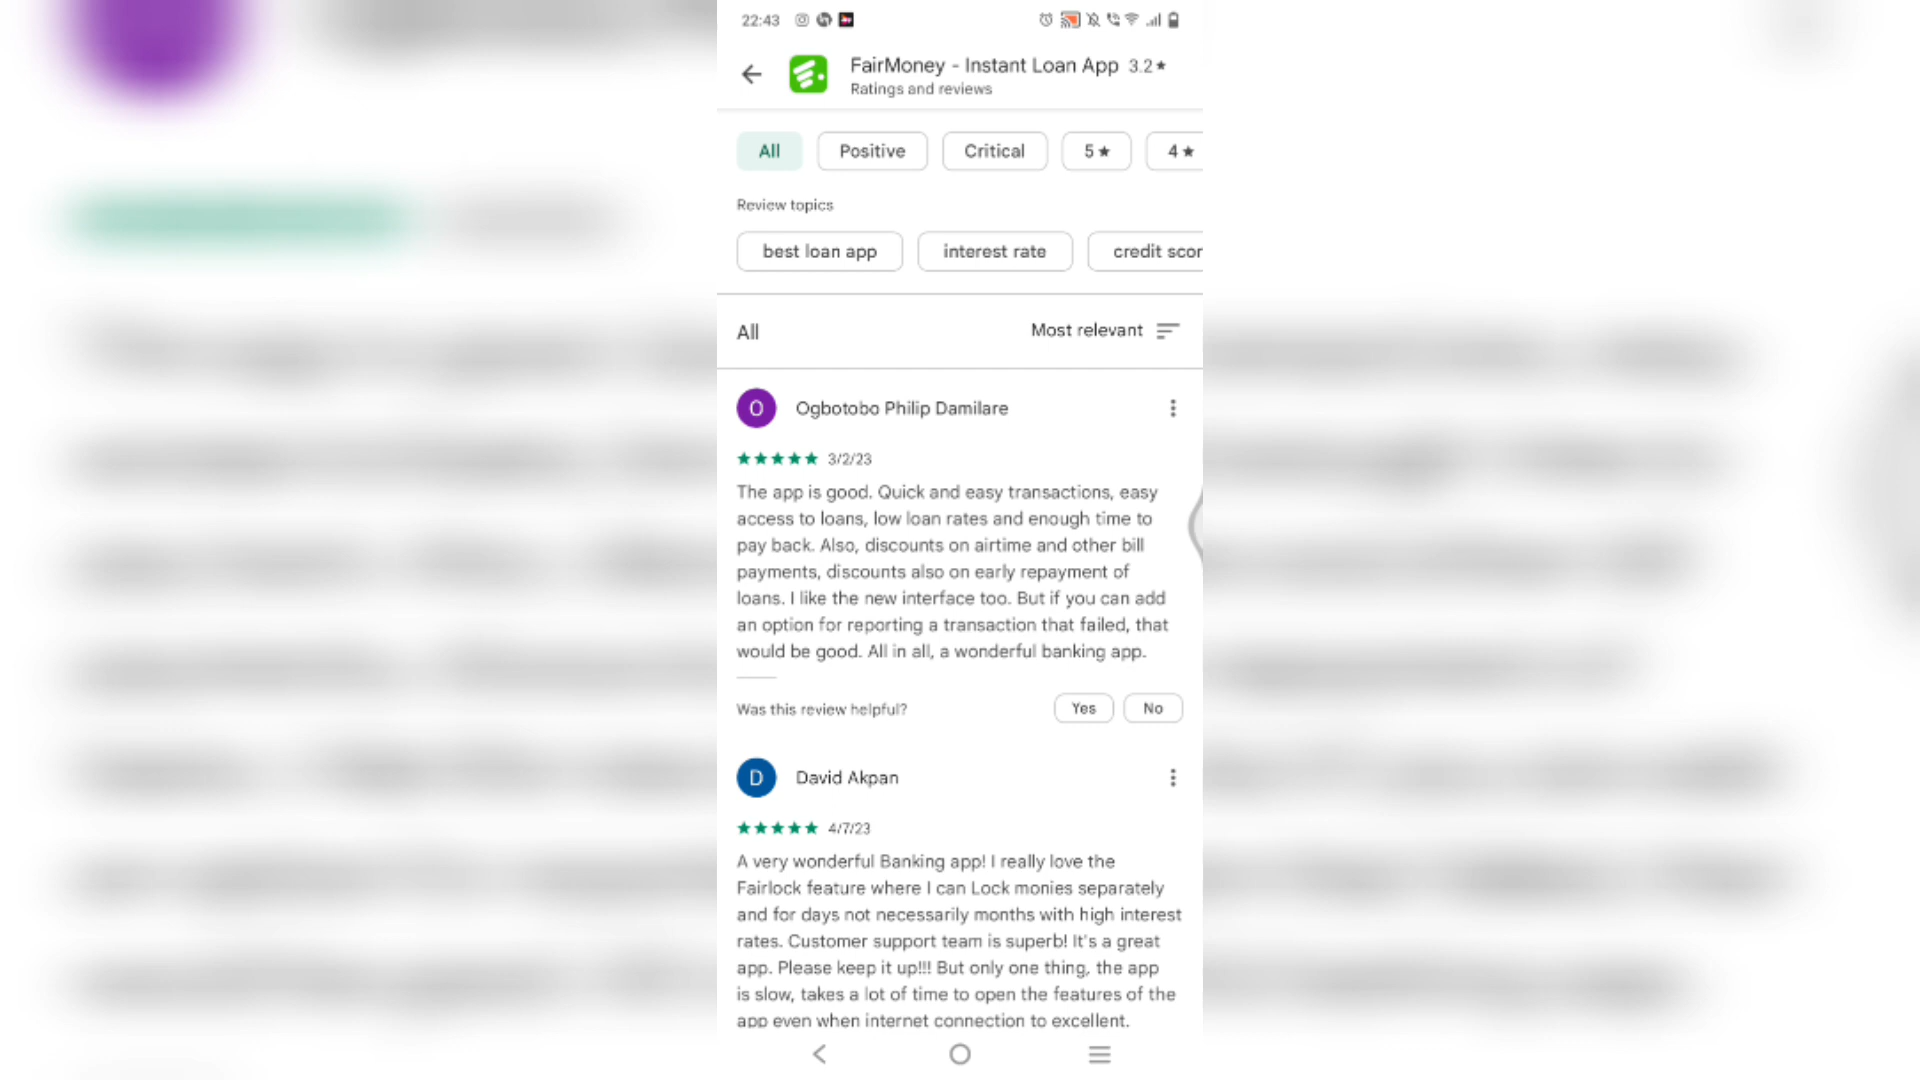 22:43
FairMoney - Instant Loan App 3.2★
Ratings and reviews
All Positive Critical 5★ 4★
Review topics
best loan app interest rate credit scor
All Most relevant
O Ogbotobo Philip Damilare
★★★★★ 3/2/23
The app is good. Quick and easy transactions, easy
access to loans, low loan rates and enough time to
pay back. Also, discounts on airtime and other bill
payments, discounts also on early repayment of
loans. I like the new interface too. But if you can add
an option for reporting a transaction that failed, that
would be good. All in all, a wonderful banking app.
Was this review helpful? Yes No
D David Akpan
★★★★★ 4/7/23
A very wonderful Banking app! I really love the
Fairlock feature where I can Lock monies separately
and for days not necessarily months with high interest
rates. Customer support team is superb! It's a great
app. Please keep it up!!! But only one thing, the app
is slow, takes a lot of time to open the features of the
app even when internet connection to excellent.